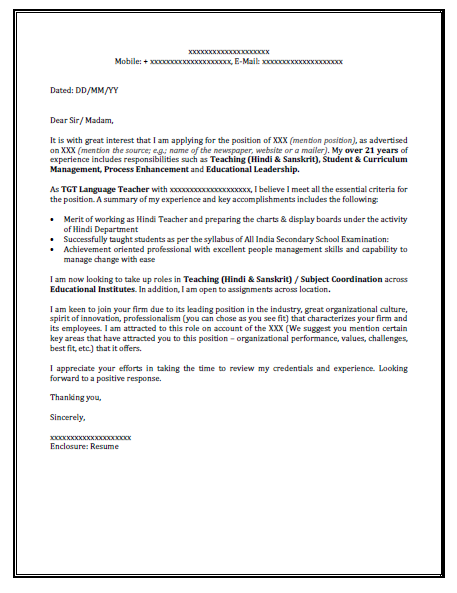 xxxxxxxxxxxxxxxxxxxx
Mobile: + xxxxxxxxxxxxxxxxxxxx, E-Mail: xxxxxxxxxxxxxxxxxxxx
Dated: DD/MM/YY
Dear Sir/ Madam,
It is with great interest that I am applying for the position of XXX (mention position), as advertised
on XXX (mention the source; e.g.; name of the newspaper, website or a mailer). My over 21 years of
experience includes responsibilities such as Teaching (Hindi & Sanskrit), Student & Curriculum
Management, Process Enhancement and Educational Leadership.
As TGT Language Teacher with xxxxxxxxxxxxxxxxxxxx, I believe I meet all the essential criteria for
the position. A summary of my experience and key accomplishments includes the following:
• Merit of working as Hindi Teacher and preparing the charts & display boards under the activity
of Hindi Department
• Successfully taught students as per the syllabus of All India Secondary School Examination:
• Achievement oriented professional with excellent people management skills and capability to
manage change with ease
I am now looking to take up roles in Teaching (Hindi & Sanskrit) / Subject Coordination across
Educational Institutes. In addition, I am open to assignments across location.
I am keen to join your firm due to its leading position in the industry, great organizational culture,
spirit of innovation, professionalism (you can chose as you see fit) that characterizes your firm and
its employees. I am attracted to this role on account of the XXX (We suggest you mention certain
key areas that have attracted you to this position – organizational performance, values, challenges,
best fit, etc.) that it offers.
I appreciate your efforts in taking the time to review my credentials and experience. Looking
forward to a positive response.
Thanking you,
Sincerely,
xxxxxxxxxxxxxxxxxxxx
Enclosure: Resume